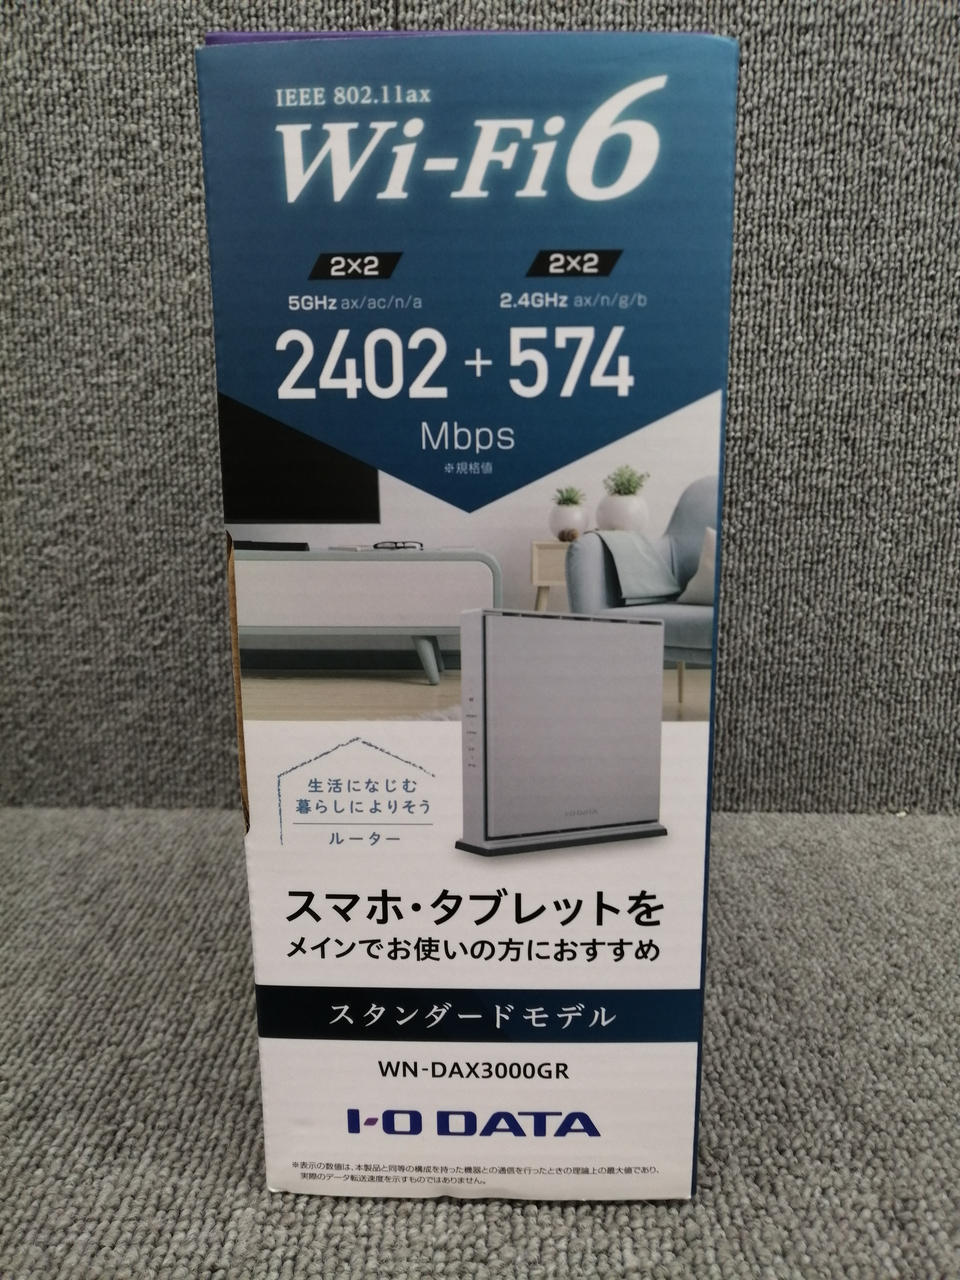 IEEE 802.11ax
Wi-Fi 6
2×2 2×2
5GHz ax/ac/n/a 2.4GHz ax/n/g/b
2402 + 574
Mbps
※規格値
I-O DATA
生活になじむ
暮らしによりそう
ルーター
スマホ・タブレットを
メインでお使いの方におすすめ
スタンダードモデル
WN-DAX3000GR
I-O DATA
※表示の数値は、本製品と同等の構成を持った機器との通信を行ったときの理論上の最大値であり、
実際のデータ転送速度を示すものではありません。